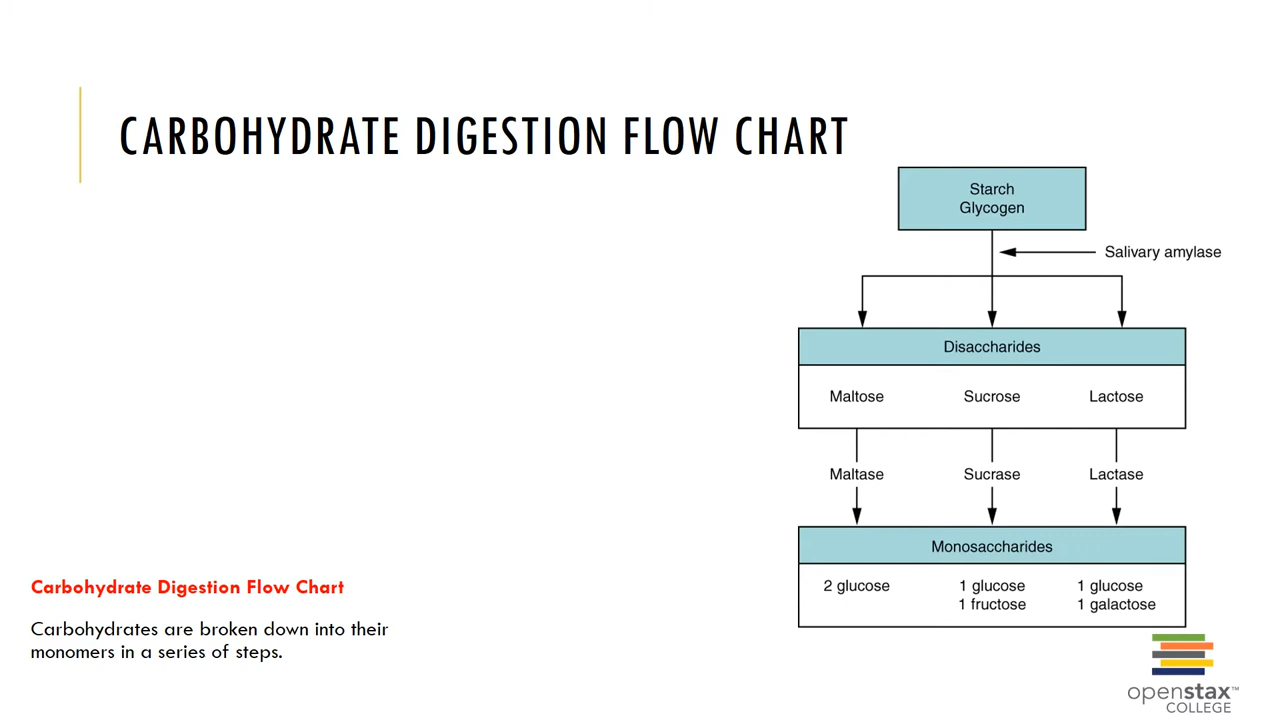 CARBOHYDRATE DIGESTION FLOW CHART
Starch
Glycogen
Salivary amylase
Disaccharides
Maltose Sucrose Lactose
Maltase Sucrase Lactase
Monosaccharides
2 glucose 1 glucose 1 glucose
1 fructose 1 galactose
Carbohydrate Digestion Flow Chart
Carbohydrates are broken down into their
monomers in a series of steps.
openstax™
COLLEGE